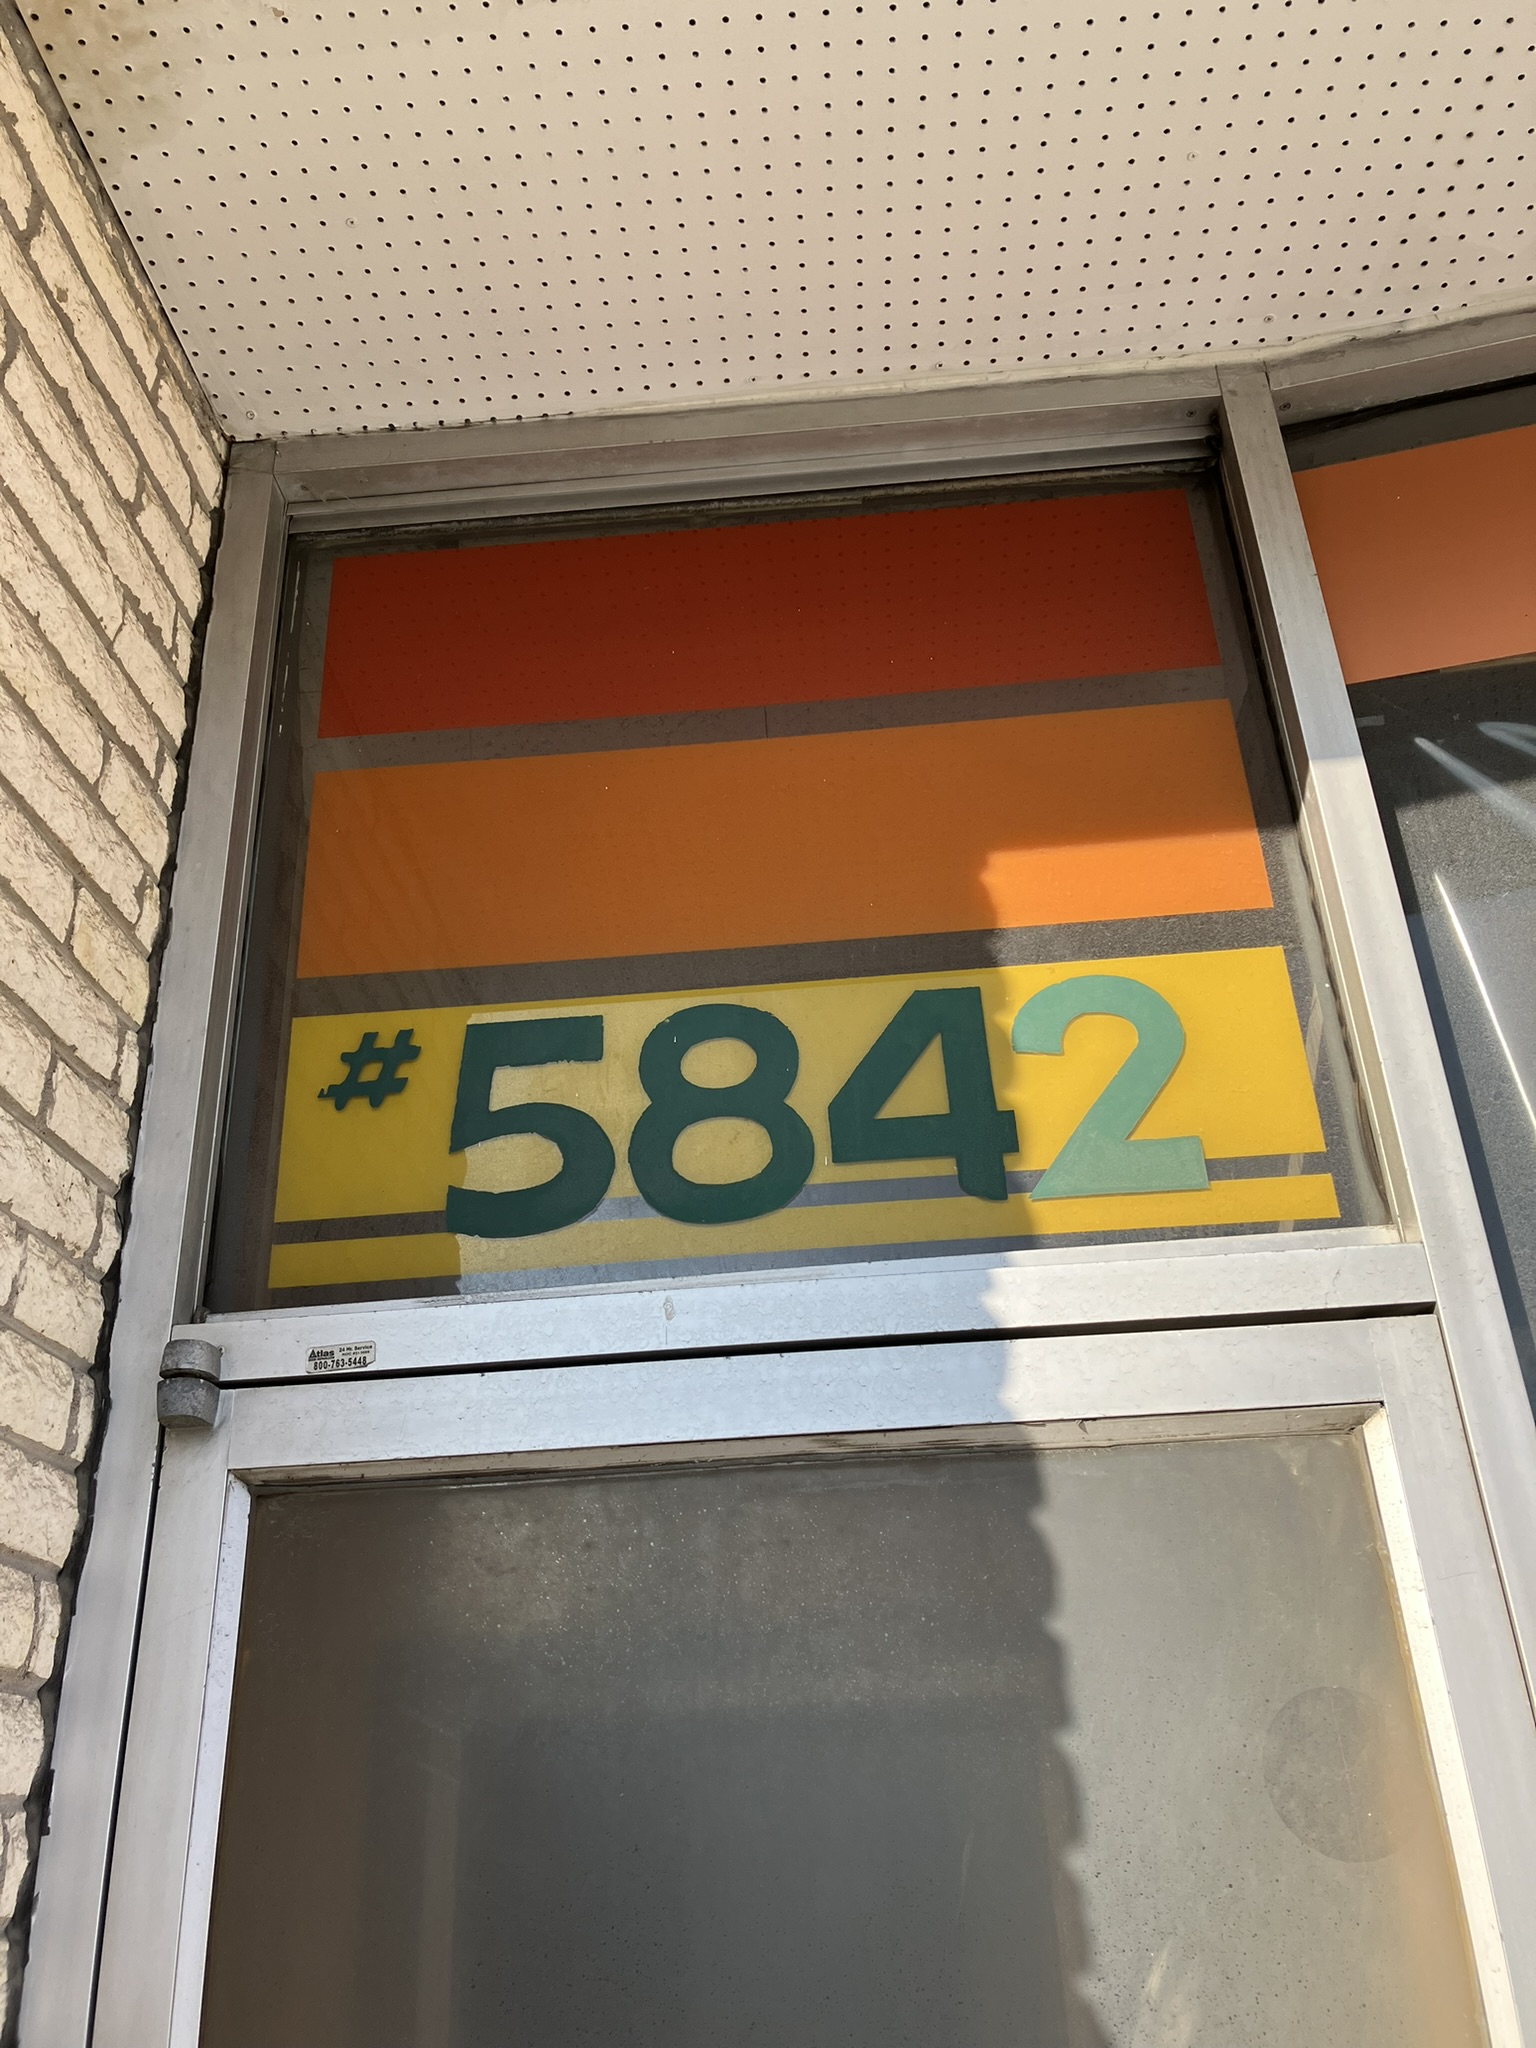 #5842
Atlas 24 Hr. Service
800-763-5448